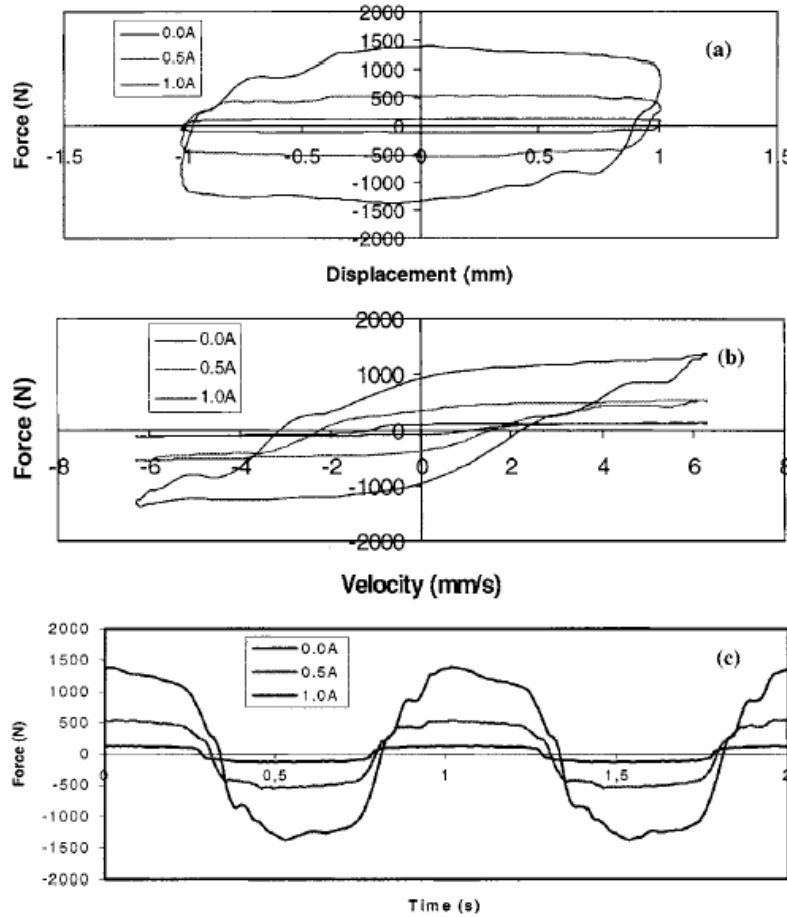 2000
0.0A
0.5A
1.0A
1500
1000
500
0
-500
-1000
-1500
-2000
(a)
-1.5
-1
-0.5
0
0.5
1
1.5
Force (N)
Displacement (mm)
2000
0.0A
0.5A
1.0A
1000
0
-1000
-2000
(b)
-8
-6
-4
-2
0
2
4
6
8
Force (N)
Velocity (mm/s)
2000
1500
1000
500
0
-500
-1000
-1500
-2000
0.0A
0.5A
1.0A
(c)
0
0,5
1
1,5
2
Force (N)
Time (s)